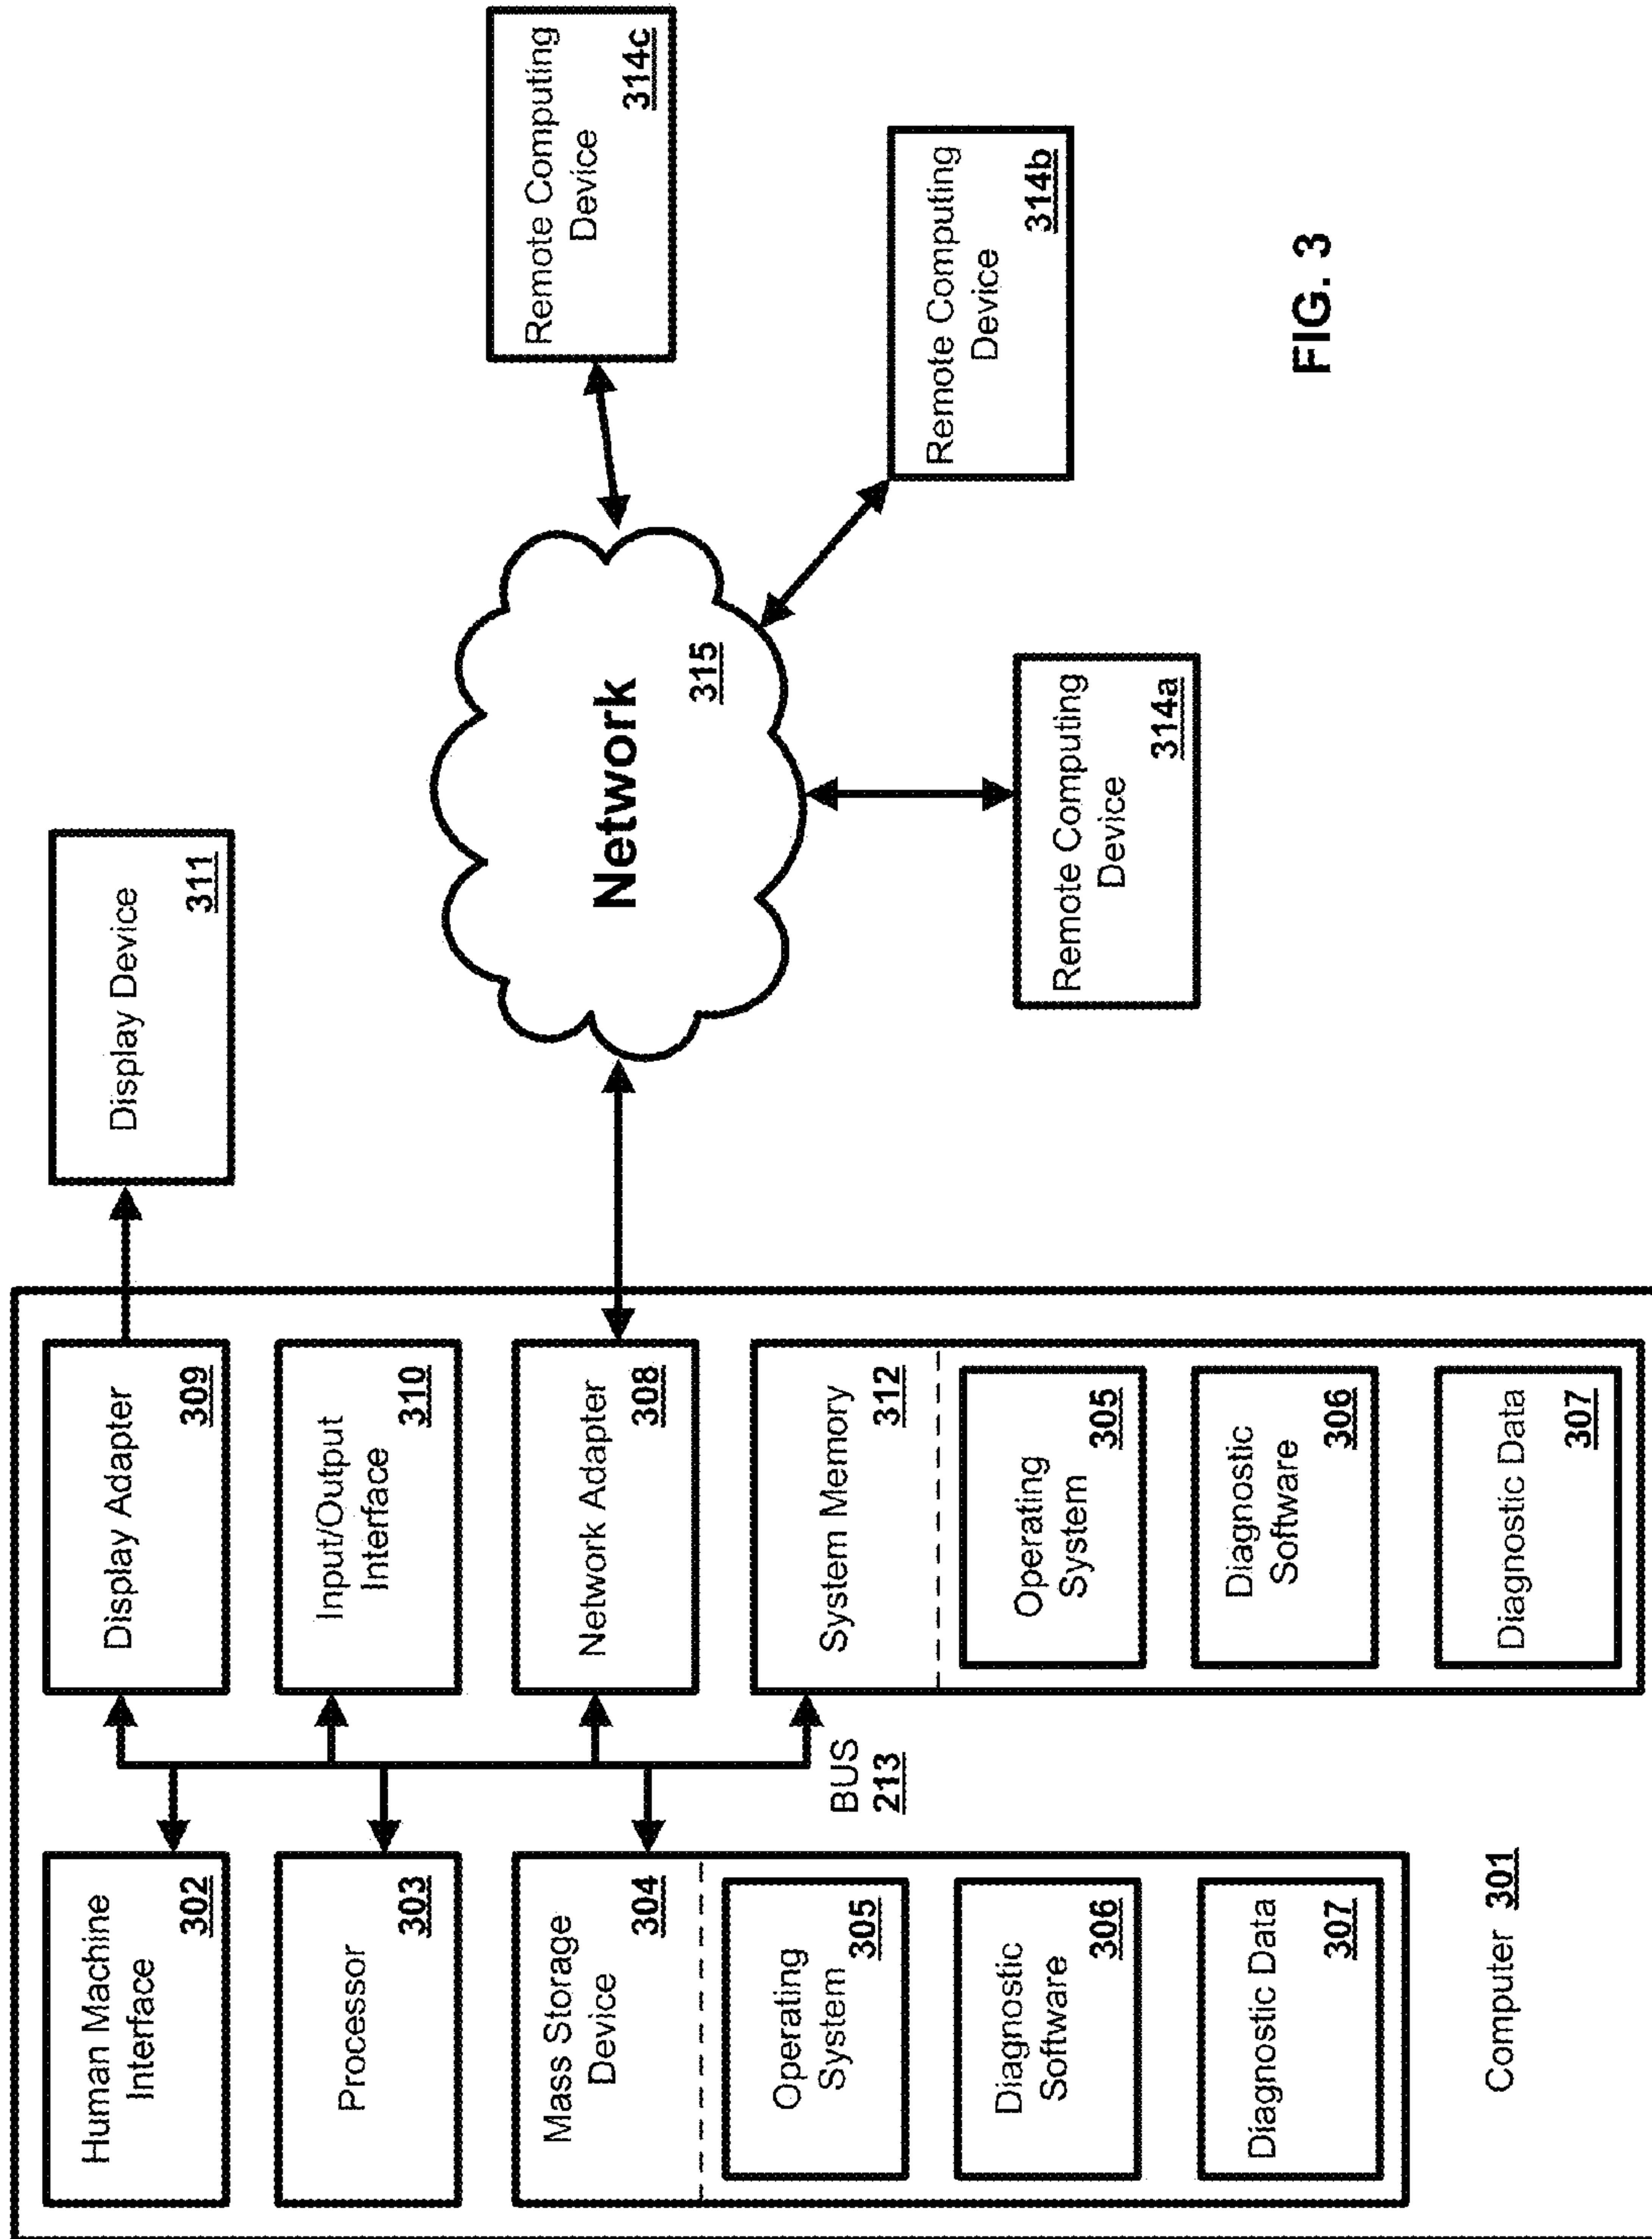 Human Machine
Interface
302
Processor
303
Mass Storage
Device
304
Operating
System
305
Diagnostic
Software
306
Diagnostic Data
307
Computer 301
BUS
213
Display Adapter
309
Input/Output
Interface
310
Network Adapter
308
System Memory
312
Operating
System
305
Diagnostic
Software
306
Diagnostic Data
307
Display Device
311
Network
315
Remote Computing
Device
314a
Remote Computing
Device
314b
Remote Computing
Device
314c
FIG. 3